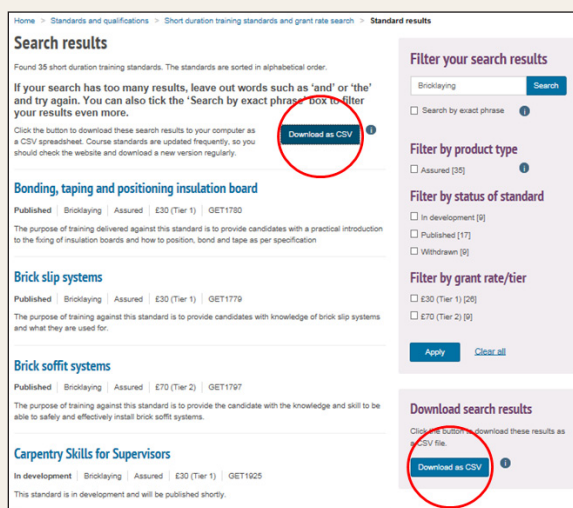 Home > Standards and qualifications > Short duration training standards and grant rate search > Standard results
Search results
Found 35 short duration training standards. The standards are sorted in alphabetical order.
If your search has too many results, leave out words such as 'and' or 'the'
and try again. You can also tick the 'Search by exact phrase' box to filter
your results even more.
Click the button to download these search results to your computer as
a CSV spreadsheet. Course standards are updated frequently, so you
should check the website and download a new version regularly.
Download as CSV
Bonding, taping and positioning insulation board
Published | Bricklaying | Assured | £30 (Tier 1) | GET1780
The purpose of training delivered against this standard is to provide candidates with a practical introduction
to the fixing of insulation boards and how to position, bond and tape as per specification
Brick slip systems
Published | Bricklaying | Assured | £30 (Tier 1) | GET1779
The purpose of training against this standard is to provide candidates with knowledge of brick slip systems
and what they are used for.
Brick soffit systems
Published | Bricklaying | Assured | £70 (Tier 2) | GET1797
The purpose of training against this standard is to provide the candidate with the knowledge and skill to be
able to safely and effectively install brick soffit systems.
Carpentry Skills for Supervisors
In development | Bricklaying | Assured | £30 (Tier 1) | GET1925
This standard is in development and will be published shortly.
Filter your search results
Bricklaying
Search
Search by exact phrase
Filter by product type
Assured [35]
Filter by status of standard
In development [9]
Published [17]
Withdrawn [9]
Filter by grant rate/tier
£30 (Tier 1) [26]
£70 (Tier 2) [9]
Apply
Clear all
Download search results
Click the button to download these results as
a CSV file.
Download as CSV